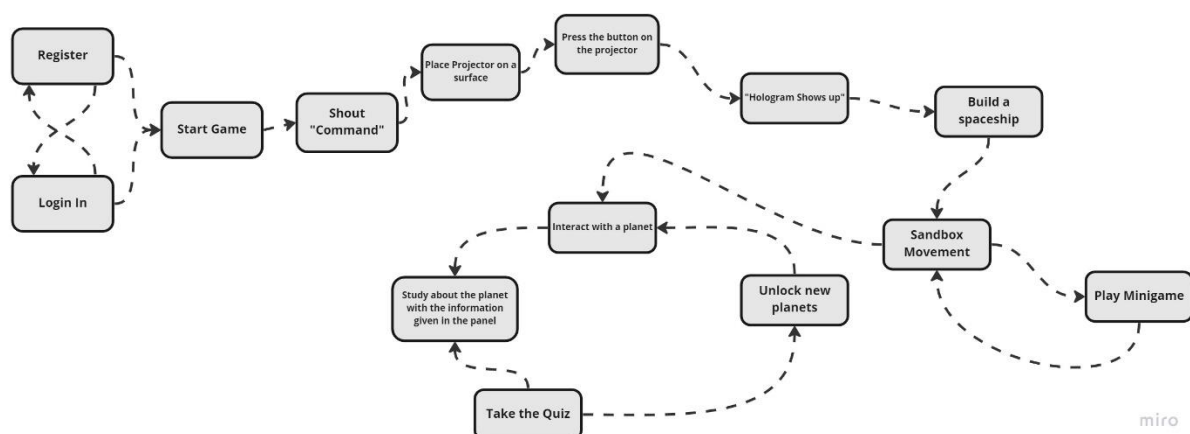 Register
Login In
Start Game
Shout
"Command"
Place Projector on a
surface
Press the button on
the projector
"Hologram Shows up"
Build a
spaceship
Sandbox
Movement
Play Minigame
Interact with a planet
Study about the planet
with the information
given in the panel
Take the Quiz
Unlock new
planets
miro